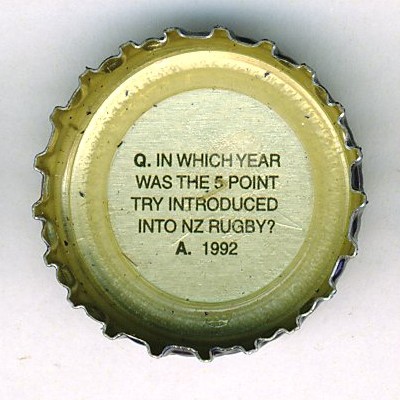 Q. IN WHICH YEAR
WAS THE 5 POINT
TRY INTRODUCED
INTO NZ RUGBY?
A. 1992